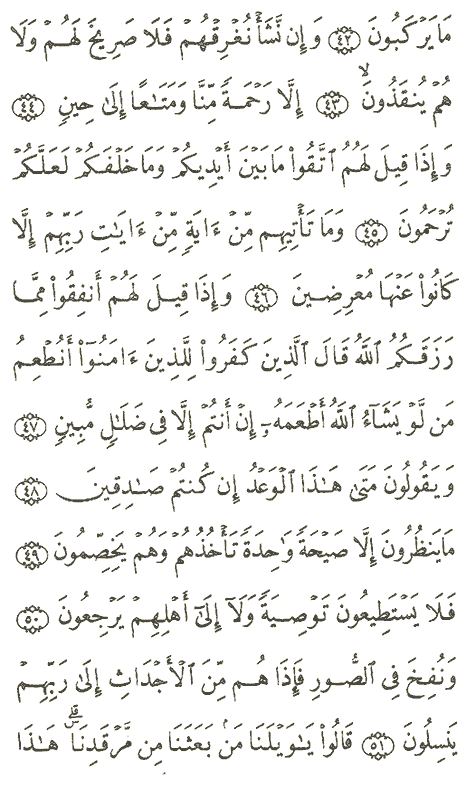 مَا يَرْكَبُونَ ٤٢ وَإِن نَّشَأْ نُغْرِقْهُمْ فَلَا صَرِيخَ لَهُمْ وَلَا
هُمْ يُنقَذُونَ ۙ ٤٣ إِلَّا رَحْمَةً مِّنَّا وَمَتَـٰعًا إِلَىٰ حِينٍ ٤٤
وَإِذَا قِيلَ لَهُمُ ٱتَّقُوا۟ مَا بَيْنَ أَيْدِيكُمْ وَمَا خَلْفَكُمْ لَعَلَّكُمْ
تُرْحَمُونَ ٤٥ وَمَا تَأْتِيهِم مِّنْ ءَايَةٍ مِّنْ ءَايَـٰتِ رَبِّهِمْ إِلَّا
كَانُوا۟ عَنْهَا مُعْرِضِينَ ٤٦ وَإِذَا قِيلَ لَهُمْ أَنفِقُوا۟ مِمَّا
رَزَقَكُمُ ٱللَّهُ قَالَ ٱلَّذِينَ كَفَرُوا۟ لِلَّذِينَ ءَامَنُوٓا۟ أَنُطْعِمُ
مَن لَّوْ يَشَآءُ ٱللَّهُ أَطْعَمَهُۥٓ إِنْ أَنتُمْ إِلَّا فِى ضَلَـٰلٍ مُّبِينٍ ٤٧
وَيَقُولُونَ مَتَىٰ هَـٰذَا ٱلْوَعْدُ إِن كُنتُمْ صَـٰدِقِينَ ٤٨
مَا يَنظُرُونَ إِلَّا صَيْحَةً وَٰحِدَةً تَأْخُذُهُمْ وَهُمْ يَخِصِّمُونَ ٤٩
فَلَا يَسْتَطِيعُونَ تَوْصِيَةً وَلَآ إِلَىٰٓ أَهْلِهِمْ يَرْجِعُونَ ٥٠
وَنُفِخَ فِى ٱلصُّورِ فَإِذَا هُم مِّنَ ٱلْأَجْدَاثِ إِلَىٰ رَبِّهِمْ
يَنسِلُونَ ٥١ قَالُوا۟ يَـٰوَيْلَنَا مَنۢ بَعَثَنَا مِن مَّرْقَدِنَا ۜ ۗ هَـٰذَا